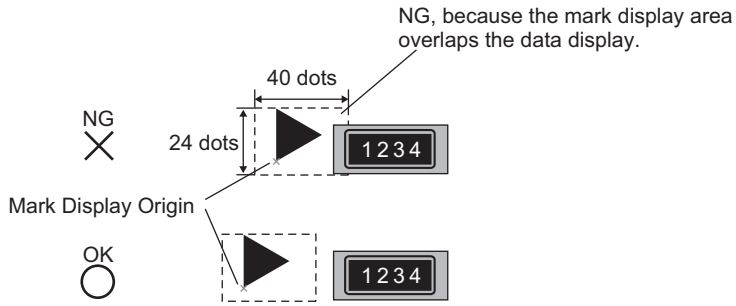 NG, because the mark display area
overlaps the data display.
40 dots
NG
24 dots
1234
Mark Display Origin
OK
1234